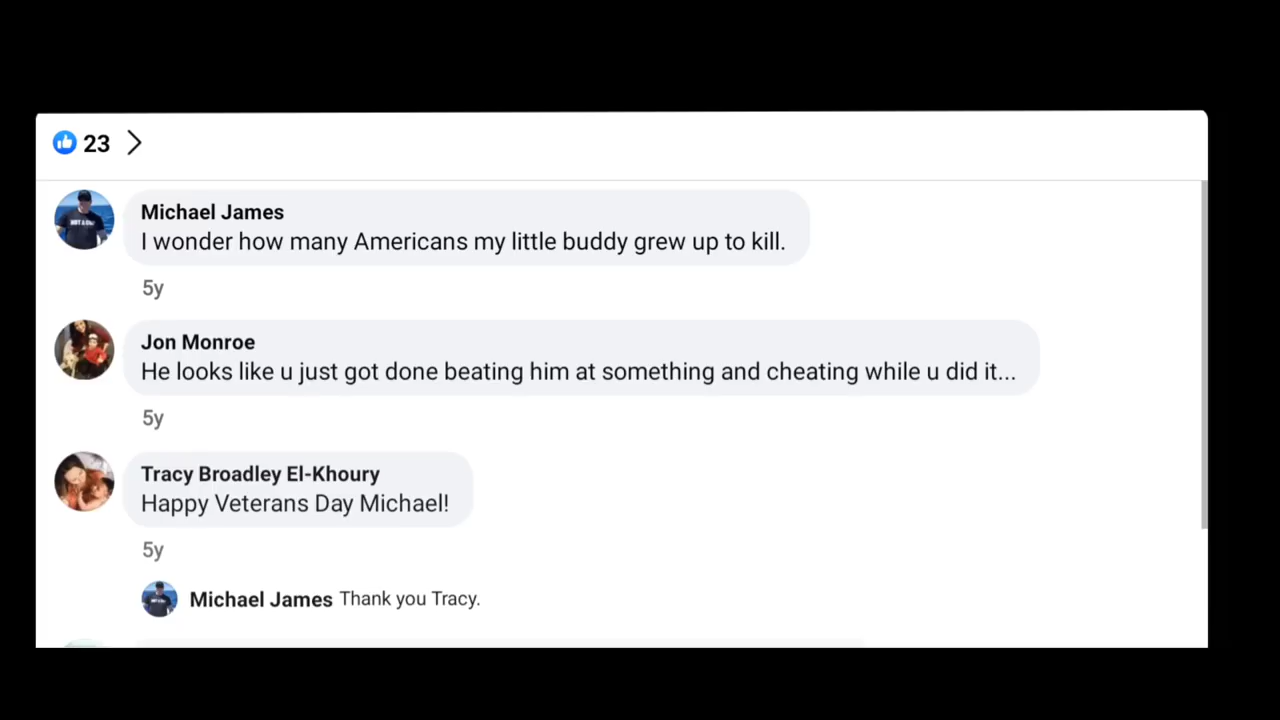 23
Michael James
I wonder how many Americans my little buddy grew up to kill.
5y
Jon Monroe
He looks like u just got done beating him at something and cheating while u did it...
5y
Tracy Broadley El-Khoury
Happy Veterans Day Michael!
5y
Michael James Thank you Tracy.